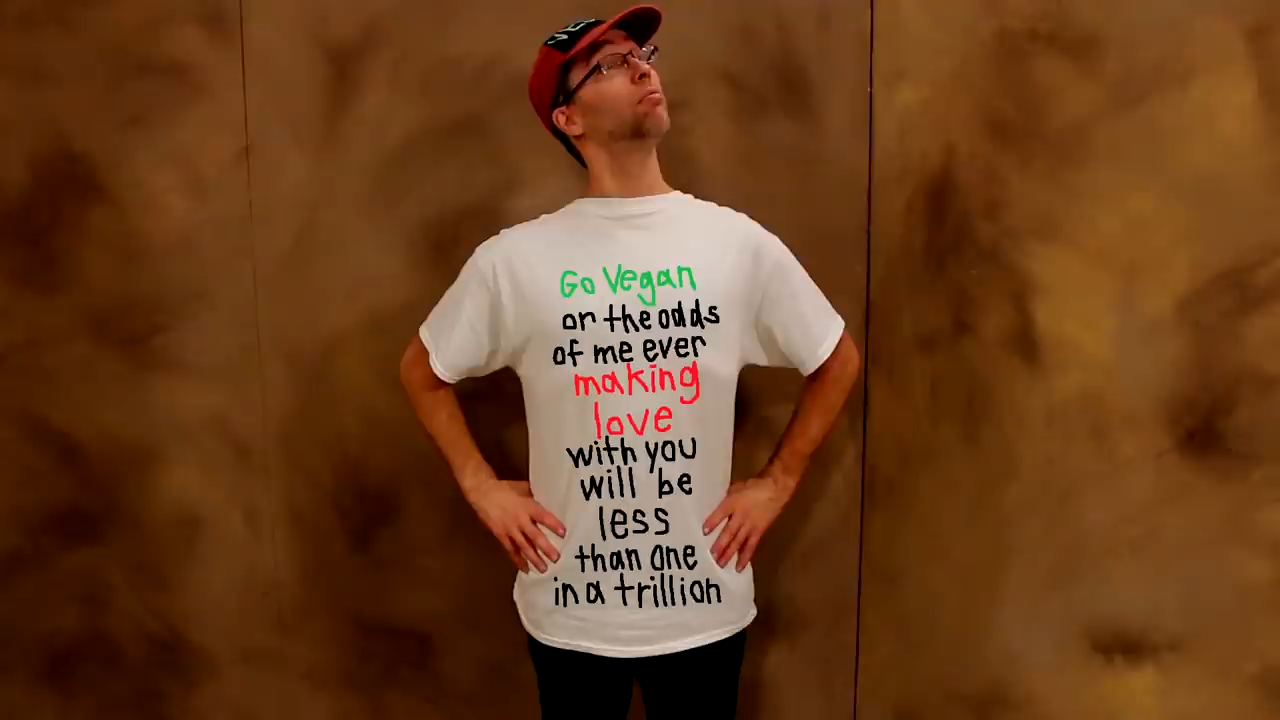 Go Vegan
or the odds
of me ever
making
love
with you
will be
less
than one
in a trillion